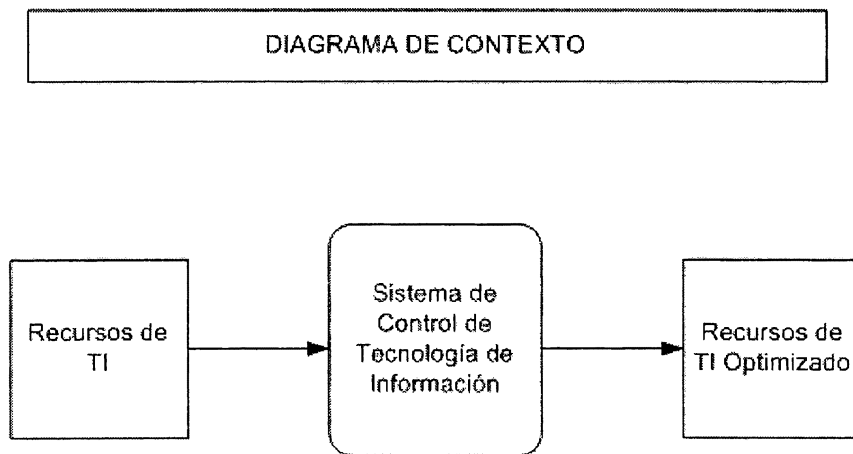 DIAGRAMA DE CONTEXTO
Recursos de
TI
Sistema de
Control de
Tecnología de
Información
Recursos de
TI Optimizado